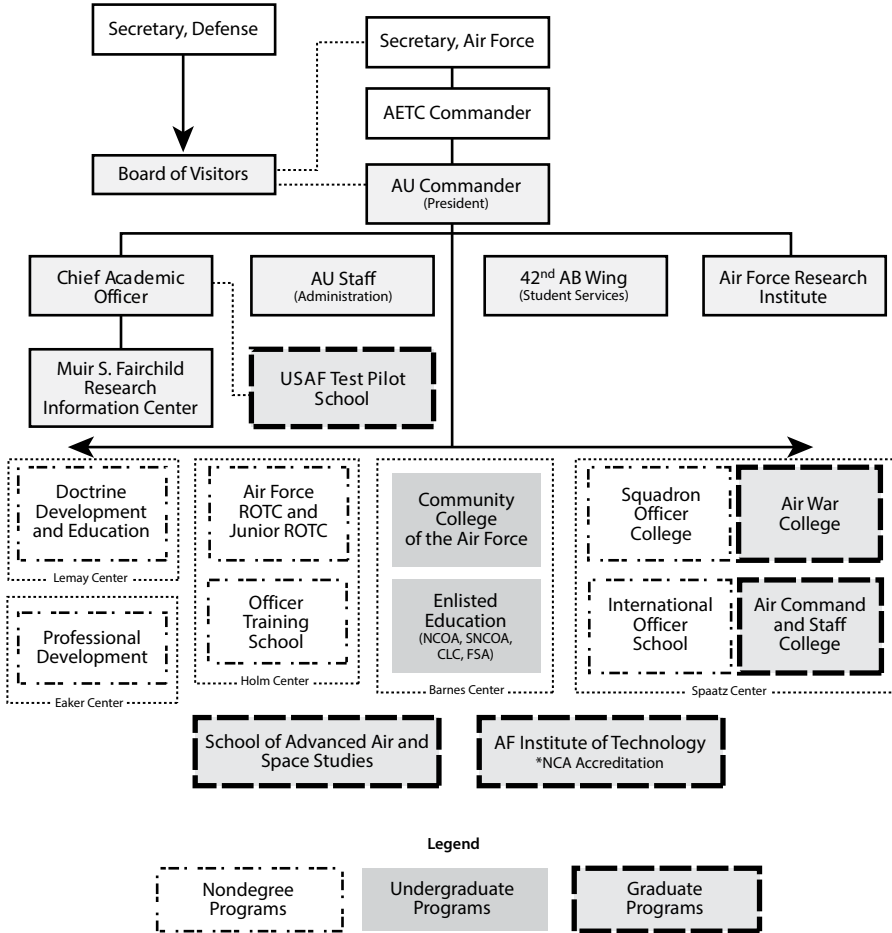 Secretary, Defense
Secretary, Air Force
AETC Commander
Board of Visitors
AU Commander
(President)
Chief Academic
Officer
AU Staff
(Administration)
42nd AB Wing
(Student Services)
Air Force Research
Institute
Muir S. Fairchild
Research
Information Center
USAF Test Pilot
School
Doctrine
Development
and Education
Lemay Center
Professional
Development
Eaker Center
Air Force
ROTC and
Junior ROTC
Officer
Training
School
Holm Center
Community
College
of the Air Force
Enlisted
Education
(NCOA, SNCOA,
CLC, FSA)
Barnes Center
Squadron
Officer
College
Air War
College
International
Officer
School
Air Command
and Staff
College
Spaatz Center
School of Advanced Air and
Space Studies
AF Institute of Technology
*NCA Accreditation
Legend
Nondegree
Programs
Undergraduate
Programs
Graduate
Programs